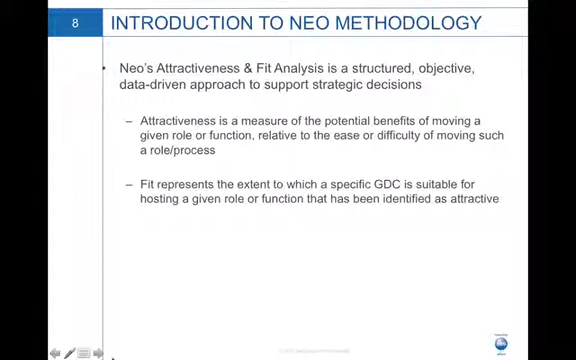 8
INTRODUCTION TO NEO METHODOLOGY
• Neo's Attractiveness & Fit Analysis is a structured, objective,
data-driven approach to support strategic decisions
– Attractiveness is a measure of the potential benefits of moving a
given role or function, relative to the ease or difficulty of moving such
a role/process
– Fit represents the extent to which a specific GDC is suitable for
hosting a given role or function that has been identified as attractive